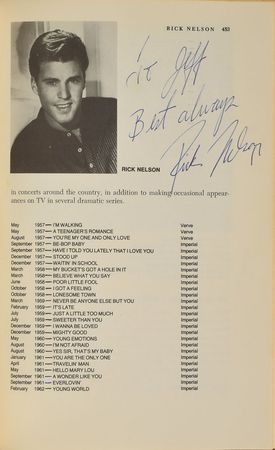 RICK NELSON 453
To Jeff
Best always
Rick Nelson
RICK NELSON
in concerts around the country, in addition to making occasional appear-
ances on TV in several dramatic series.
May 1957—I'M WALKING Verve
May 1957—A TEENAGER'S ROMANCE Verve
August 1957—YOU'RE MY ONE AND ONLY LOVE Verve
September 1957—BE-BOP BABY Imperial
September 1957—HAVE I TOLD YOU LATELY THAT I LOVE YOU Imperial
December 1957—STOOD UP Imperial
December 1957—WAITIN' IN SCHOOL Imperial
March 1958—MY BUCKET'S GOT A HOLE IN IT Imperial
March 1958—BELIEVE WHAT YOU SAY Imperial
June 1958—POOR LITTLE FOOL Imperial
October 1958—I GOT A FEELING Imperial
October 1958—LONESOME TOWN Imperial
March 1959—NEVER BE ANYONE ELSE BUT YOU Imperial
February 1959—IT'S LATE Imperial
July 1959—JUST A LITTLE TOO MUCH Imperial
July 1959—SWEETER THAN YOU Imperial
December 1959—I WANNA BE LOVED Imperial
December 1959—MIGHTY GOOD Imperial
May 1960—YOUNG EMOTIONS Imperial
August 1960—I'M NOT AFRAID Imperial
August 1960—YES SIR, THAT'S MY BABY Imperial
January 1961—YOU ARE THE ONLY ONE Imperial
April 1961—TRAVELIN' MAN Imperial
May 1961—HELLO MARY LOU Imperial
September 1961—A WONDER LIKE YOU Imperial
September 1961—EVERLOVIN' Imperial
February 1962—YOUNG WORLD Imperial